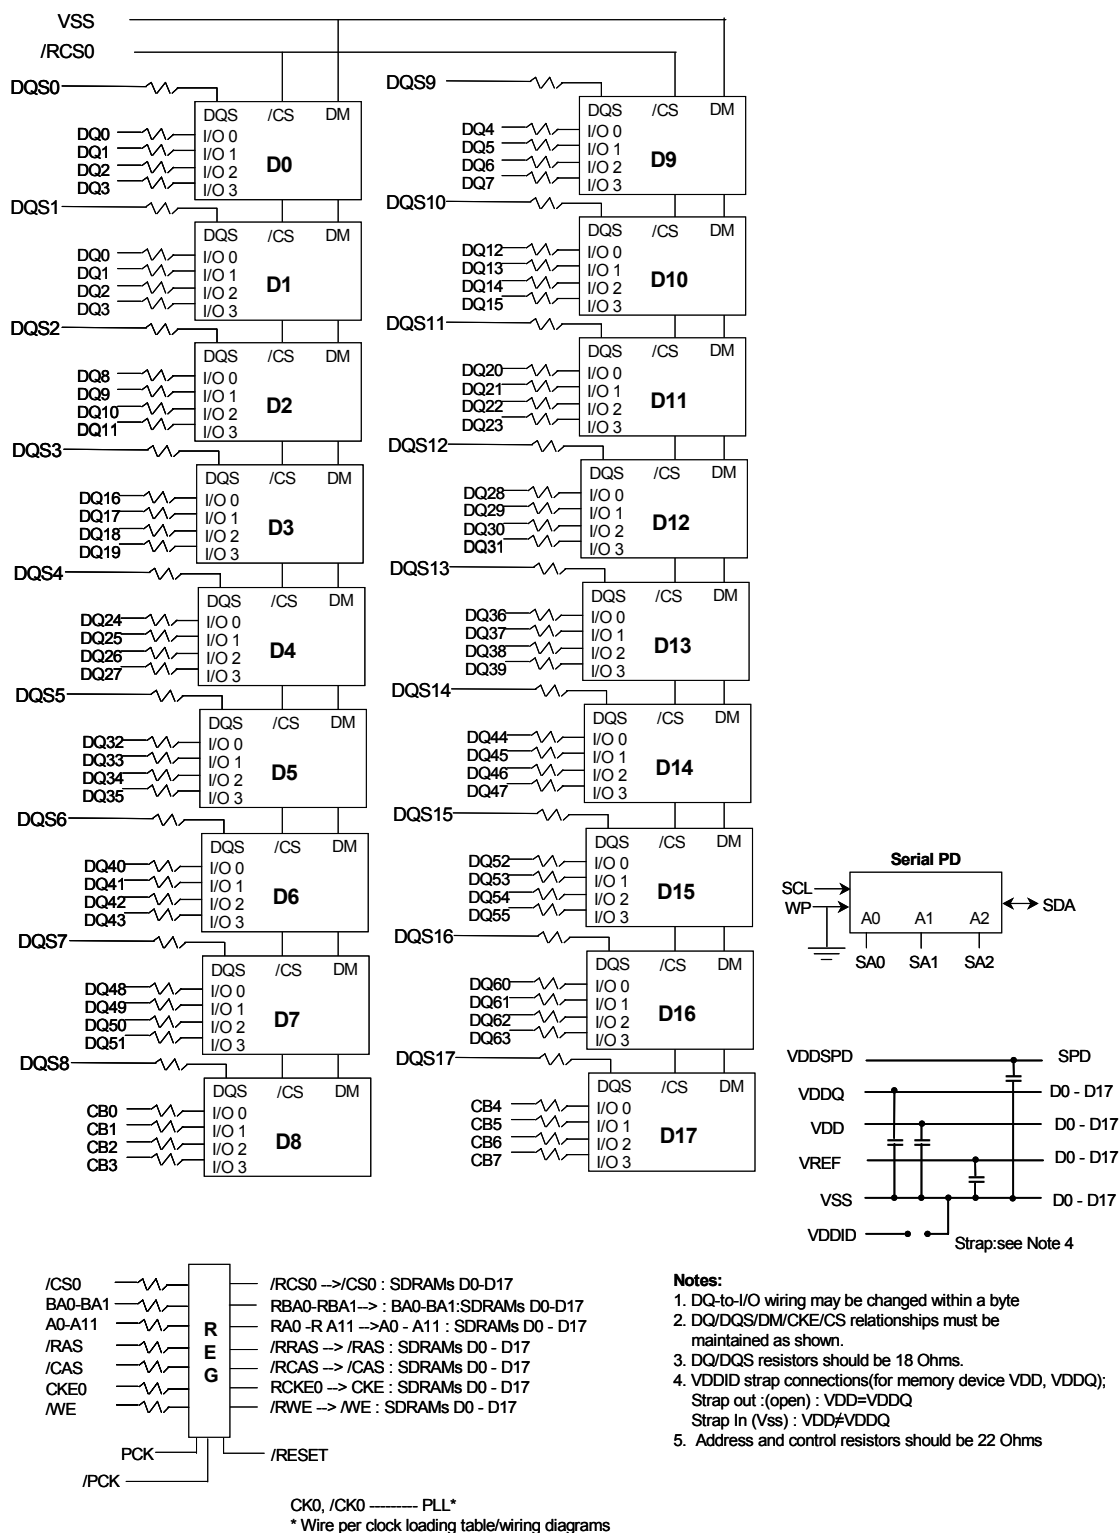 VSS
/RCS0
DQS0
DQS /CS DM
DQ0 I/O 0
DQ1 I/O 1
DQ2 I/O 2
DQ3 I/O 3
D0
DQS1
DQS /CS DM
DQ0 I/O 0
DQ1 I/O 1
DQ2 I/O 2
DQ3 I/O 3
D1
DQS2
DQS /CS DM
DQ8 I/O 0
DQ9 I/O 1
DQ10 I/O 2
DQ11 I/O 3
D2
DQS3
DQS /CS DM
DQ16 I/O 0
DQ17 I/O 1
DQ18 I/O 2
DQ19 I/O 3
D3
DQS4
DQS /CS DM
DQ24 I/O 0
DQ25 I/O 1
DQ26 I/O 2
DQ27 I/O 3
D4
DQS5
DQS /CS DM
DQ32 I/O 0
DQ33 I/O 1
DQ34 I/O 2
DQ35 I/O 3
D5
DQS6
DQS /CS DM
DQ40 I/O 0
DQ41 I/O 1
DQ42 I/O 2
DQ43 I/O 3
D6
DQS7
DQS /CS DM
DQ48 I/O 0
DQ49 I/O 1
DQ50 I/O 2
DQ51 I/O 3
D7
DQS8
DQS /CS DM
CB0 I/O 0
CB1 I/O 1
CB2 I/O 2
CB3 I/O 3
D8
DQS9
DQS /CS DM
DQ4 I/O 0
DQ5 I/O 1
DQ6 I/O 2
DQ7 I/O 3
D9
DQS10
DQS /CS DM
DQ12 I/O 0
DQ13 I/O 1
DQ14 I/O 2
DQ15 I/O 3
D10
DQS11
DQS /CS DM
DQ20 I/O 0
DQ21 I/O 1
DQ22 I/O 2
DQ23 I/O 3
D11
DQS12
DQS /CS DM
DQ28 I/O 0
DQ29 I/O 1
DQ30 I/O 2
DQ31 I/O 3
D12
DQS13
DQS /CS DM
DQ36 I/O 0
DQ37 I/O 1
DQ38 I/O 2
DQ39 I/O 3
D13
DQS14
DQS /CS DM
DQ44 I/O 0
DQ45 I/O 1
DQ46 I/O 2
DQ47 I/O 3
D14
DQS15
DQS /CS DM
DQ52 I/O 0
DQ53 I/O 1
DQ54 I/O 2
DQ55 I/O 3
D15
DQS16
DQS /CS DM
DQ60 I/O 0
DQ61 I/O 1
DQ62 I/O 2
DQ63 I/O 3
D16
DQS17
DQS /CS DM
CB4 I/O 0
CB5 I/O 1
CB6 I/O 2
CB7 I/O 3
D17
Serial PD
SCL
WP
SDA
A0 A1 A2
SA0 SA1 SA2
VDDSPD SPD
VDDQ D0 - D17
VDD D0 - D17
VREF D0 - D17
VSS D0 - D17
VDDID
Strap:see Note 4
/CS0 /RCS0 -->/CS0 : SDRAMs D0-D17
BA0-BA1 RBA0-RBA1--> : BA0-BA1:SDRAMs D0-D17
A0-A11 RA0 -R A11 -->A0 - A11 : SDRAMs D0 - D17
/RAS /RRAS --> /RAS : SDRAMs D0 - D17
/CAS /RCAS --> /CAS : SDRAMs D0 - D17
CKE0 RCKE0 --> CKE : SDRAMs D0 - D17
/WE /RWE --> /WE : SDRAMs D0 - D17
R
E
G
PCK /RESET
/PCK
CK0, /CK0 --------- PLL*
* Wire per clock loading table/wiring diagrams
Notes:
1. DQ-to-I/O wiring may be changed within a byte
2. DQ/DQS/DM/CKE/CS relationships must be
maintained as shown.
3. DQ/DQS resistors should be 18 Ohms.
4. VDDID strap connections(for memory device VDD, VDDQ);
Strap out :(open) : VDD=VDDQ
Strap In (Vss) : VDD≠VDDQ
5. Address and control resistors should be 22 Ohms